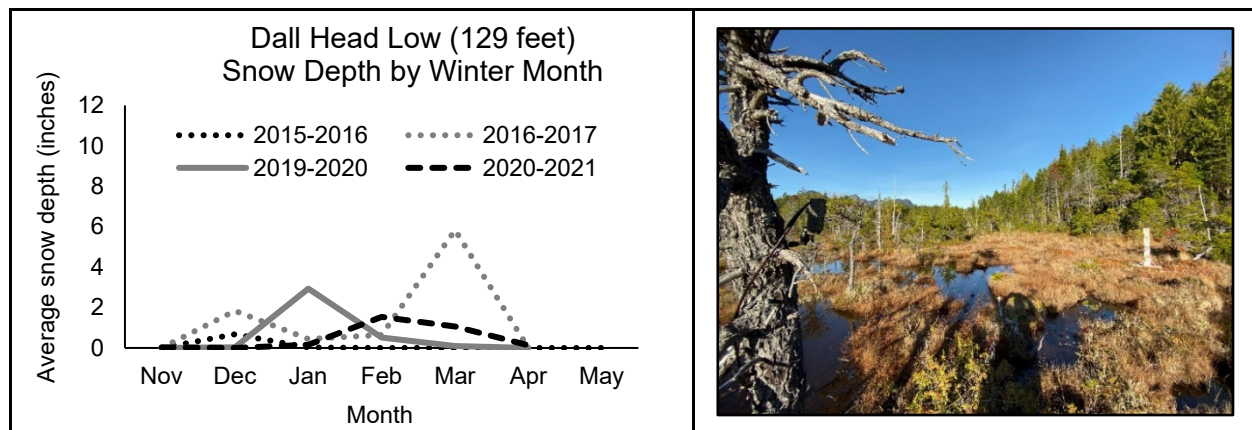 Dall Head Low (129 feet)
Snow Depth by Winter Month
Average snow depth (inches)
12
10
8
6
4
2
0
2015-2016
2016-2017
2019-2020
2020-2021
Nov Dec Jan Feb Mar Apr May
Month